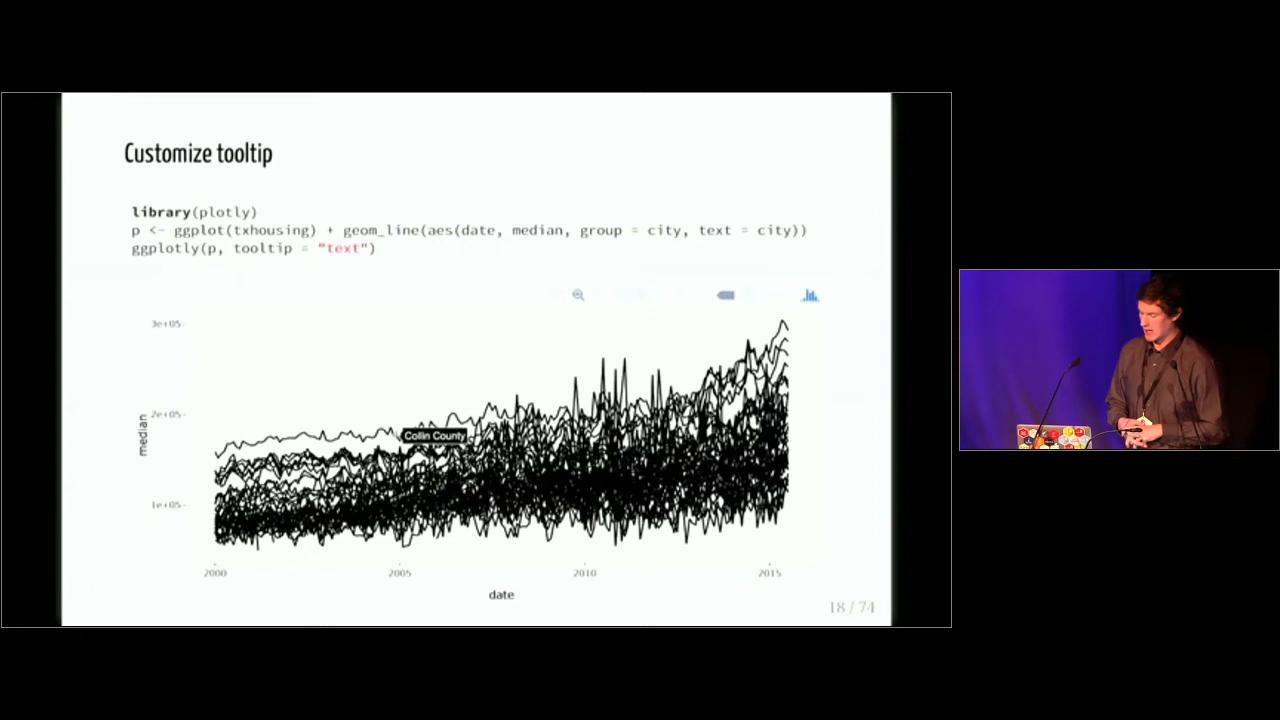 Customize tooltip
library(plotly)
p <- ggplot(txhousing) + geom_line(aes(date, median, group = city, text = city))
ggplotly(p, tooltip = "text")
3e+05
2e+05
1e+05
median
Collin County
2000
2005
2010
2015
date
18 / 74